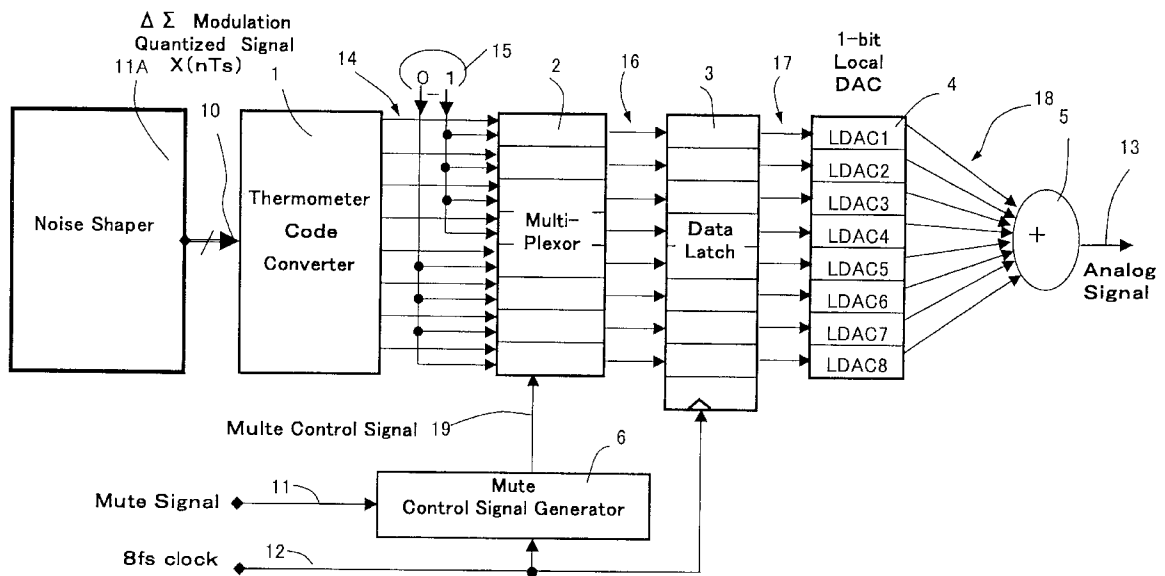 Δ Σ Modulation
Quantized Signal
X(nTs)
11A
10
1
14
15
0
1
2
16
3
17
1-bit
Local
DAC
4
18
5
13
Noise Shaper
Thermometer
Code
Converter
Multi-
Plexor
Data
Latch
LDAC1
LDAC2
LDAC3
LDAC4
LDAC5
LDAC6
LDAC7
LDAC8
+
Analog
Signal
Multe Control Signal
19
6
Mute
Control Signal Generator
Mute Signal
11
8fs clock
12